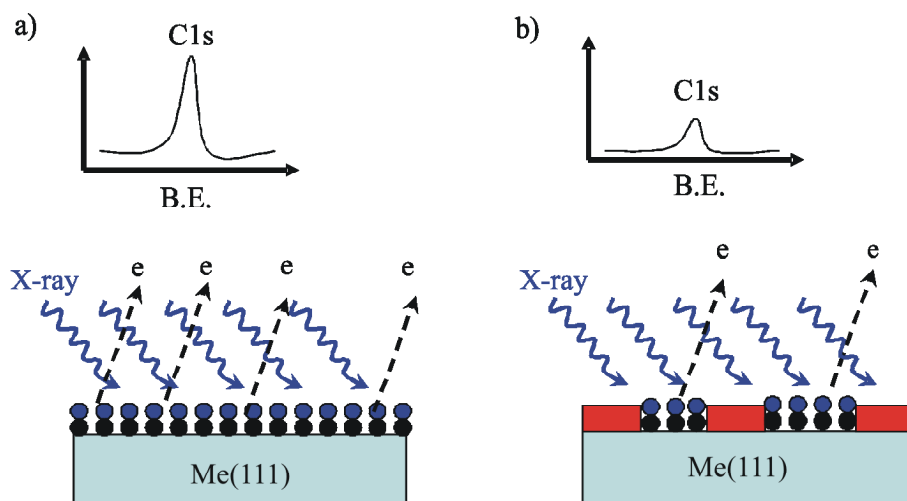 a)
C1s
B.E.
X-ray
e e e e
Me(111)
b)
C1s
B.E.
X-ray
e e
Me(111)